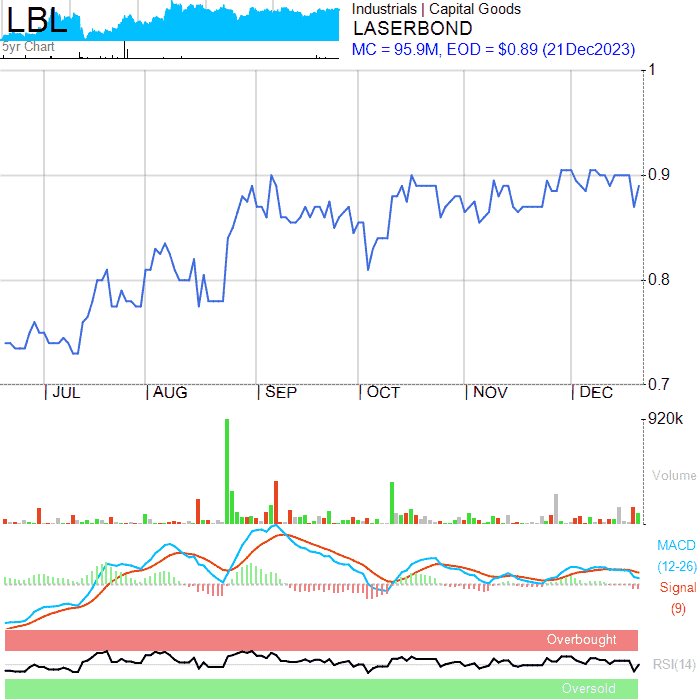 LBL
5yr Chart
Industrials | Capital Goods
LASERBOND
MC = 95.9M, EOD = $0.89 (21Dec2023)
1
0.9
0.8
0.7
JUL AUG SEP OCT NOV DEC
920k
Volume
MACD
(12-26)
Signal
(9)
Overbought
RSI(14)
Oversold